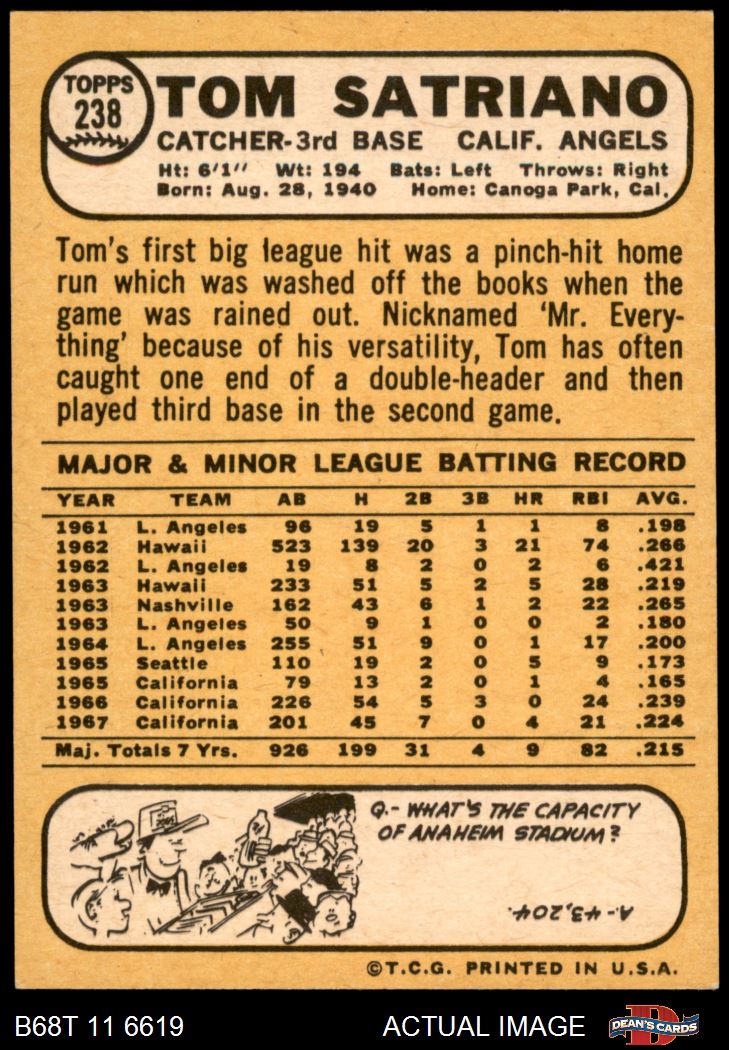 TOPPS
238
TOM SATRIANO
CATCHER-3rd BASE CALIF. ANGELS
Ht: 6'1" Wt: 194 Bats: Left Throws: Right
Born: Aug. 28, 1940 Home: Canoga Park, Cal.
Tom's first big league hit was a pinch-hit home
run which was washed off the books when the
game was rained out. Nicknamed 'Mr. Every-
thing' because of his versatility, Tom has often
caught one end of a double-header and then
played third base in the second game.
MAJOR & MINOR LEAGUE BATTING RECORD
YEAR TEAM AB H 2B 3B HR RBI AVG.
1961 L. Angeles 96 19 5 1 1 8 .198
1962 Hawaii 523 139 20 3 21 74 .266
1962 L. Angeles 19 8 2 0 2 6 .421
1963 Hawaii 233 51 5 2 5 28 .219
1963 Nashville 162 43 6 1 2 22 .265
1963 L. Angeles 50 9 1 0 0 2 .180
1964 L. Angeles 255 51 9 0 1 17 .200
1965 Seattle 110 19 2 0 5 9 .173
1965 California 79 13 2 0 1 4 .165
1966 California 226 54 5 3 0 24 .239
1967 California 201 45 7 0 4 21 .224
Maj. Totals 7 Yrs. 926 199 31 4 9 82 .215
Q.- WHAT'S THE CAPACITY
OF ANAHEIM STADIUM?
A.- 43,204.
©T.C.G. PRINTED IN U.S.A.
B68T 11 6619 ACTUAL IMAGE DEAN'S CARDS